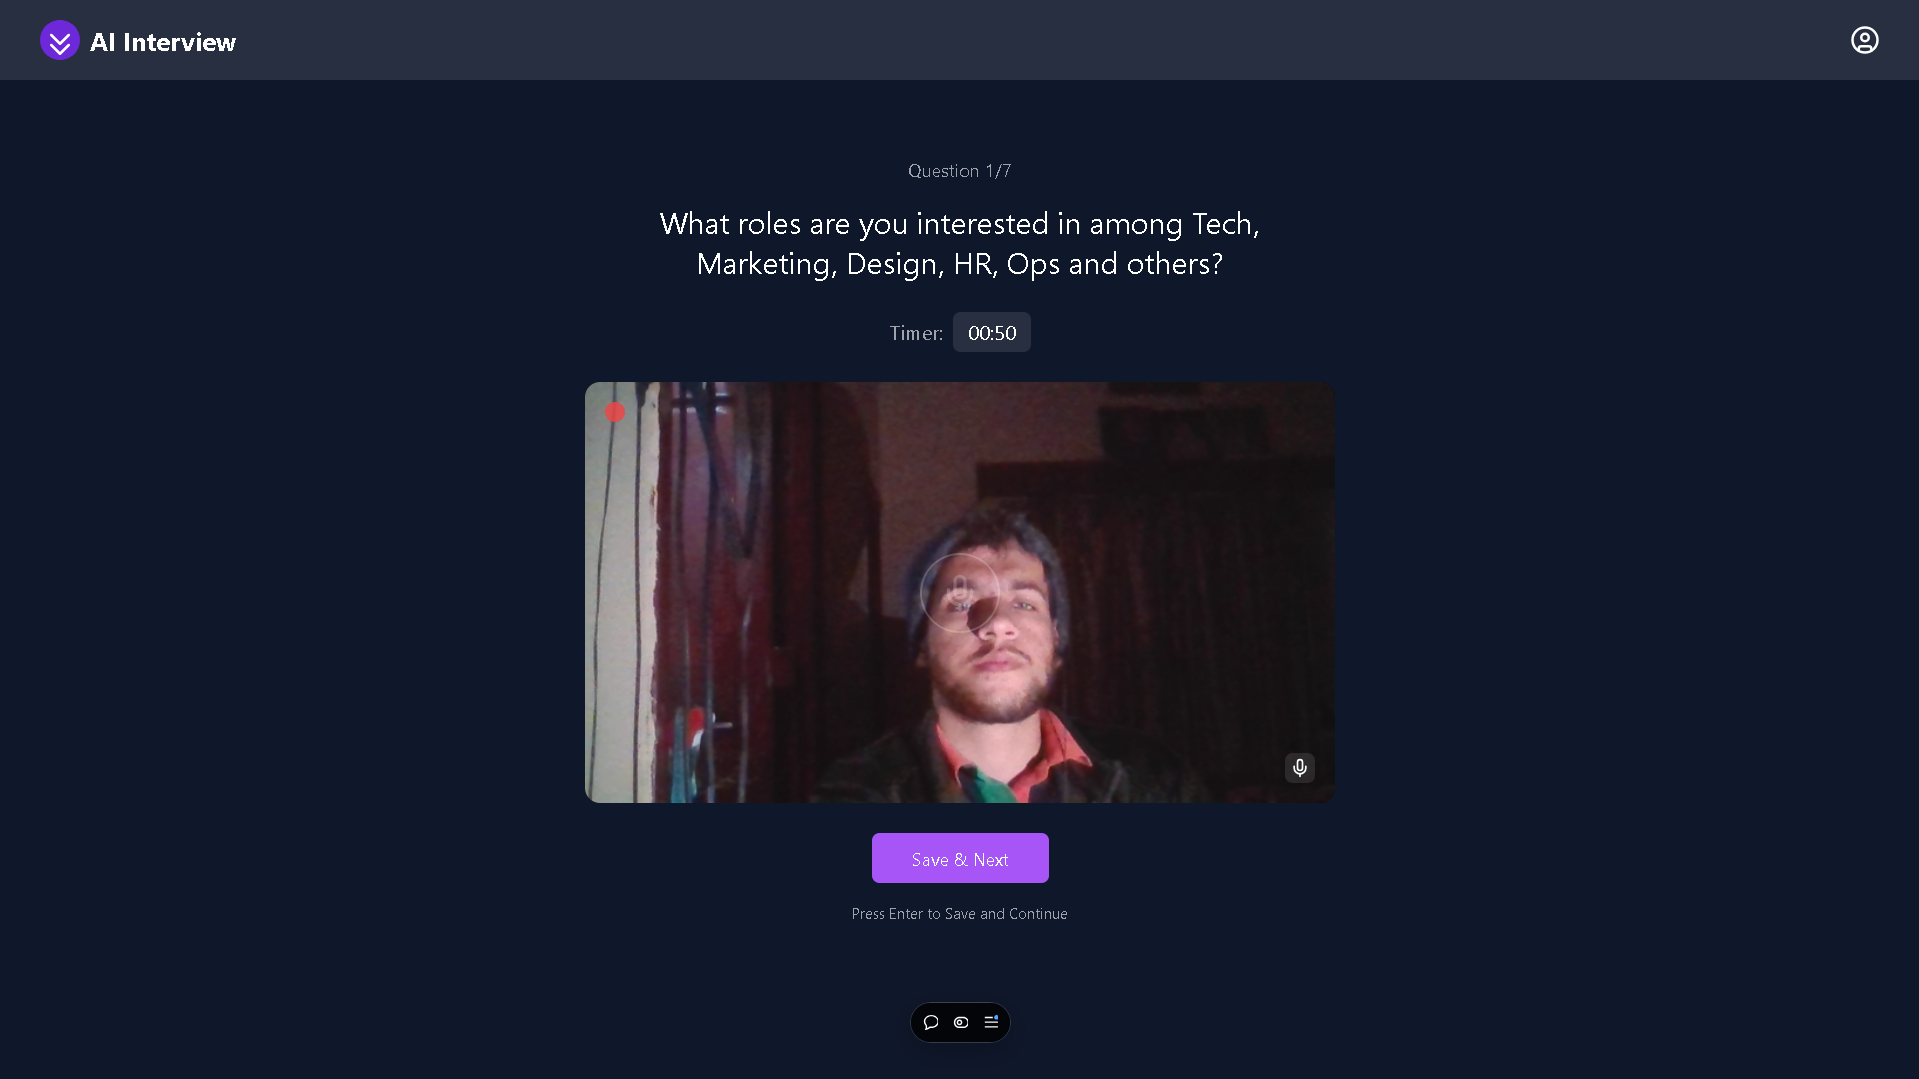 AI Interview
Question 1/7
What roles are you interested in among Tech,
Marketing, Design, HR, Ops and others?
Timer: 00:50
Save & Next
Press Enter to Save and Continue